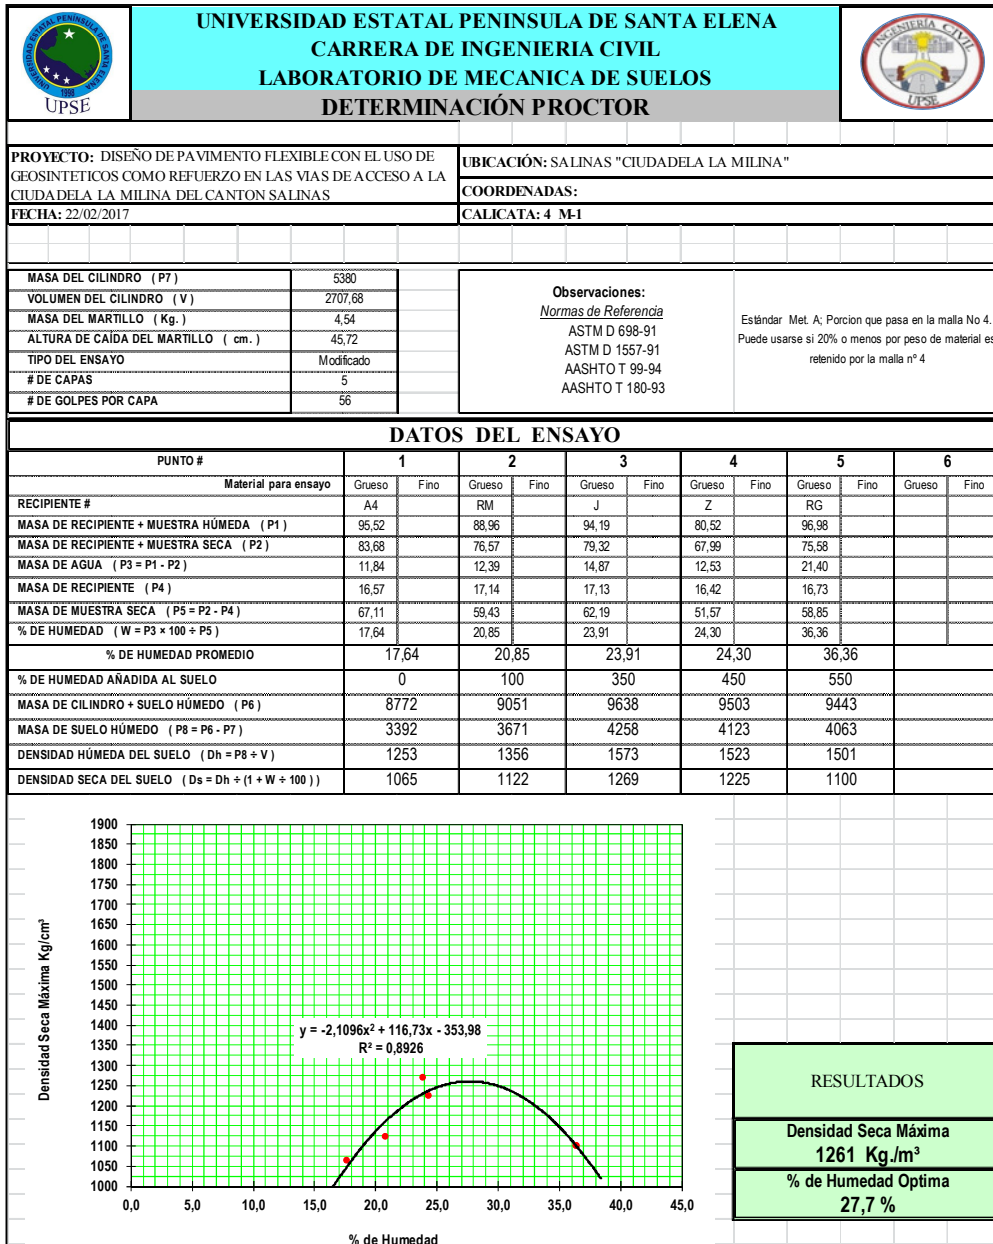 UNIVERSIDAD ESTATAL PENINSULA DE SANTA ELENA
UPSE
1998
UNIVERSIDAD ESTATAL PENINSULA DE SANTA ELENA
CARRERA DE INGENIERIA CIVIL
LABORATORIO DE MECANICA DE SUELOS
DETERMINACIÓN PROCTOR
INGENIERÍA CIVIL
UPSE
PROYECTO: DISEÑO DE PAVIMENTO FLEXIBLE CON EL USO DE
GEOSINTETICOS COMO REFUERZO EN LAS VIAS DE ACCESO A LA
CIUDADELA LA MILINA DEL CANTON SALINAS
UBICACIÓN: SALINAS "CIUDADELA LA MILINA"
COORDENADAS:
FECHA: 22/02/2017
CALICATA: 4 M-1
MASA DEL CILINDRO ( P7 ) 5380
VOLUMEN DEL CILINDRO ( V ) 2707,68
MASA DEL MARTILLO ( Kg. ) 4,54
ALTURA DE CAÍDA DEL MARTILLO ( cm. ) 45,72
TIPO DEL ENSAYO Modificado
# DE CAPAS 5
# DE GOLPES POR CAPA 56
Observaciones:
Normas de Referencia
ASTM D 698-91
ASTM D 1557-91
AASHTO T 99-94
AASHTO T 180-93
Estándar Met. A; Porcion que pasa en la malla No 4.
Puede usarse si 20% o menos por peso de material es
retenido por la malla nº 4
DATOS DEL ENSAYO
PUNTO # 1 2 3 4 5 6
Material para ensayo Grueso Fino Grueso Fino Grueso Fino Grueso Fino Grueso Fino Grueso Fino
RECIPIENTE # A4 RM J Z RG
MASA DE RECIPIENTE + MUESTRA HÚMEDA ( P1 ) 95,52 88,96 94,19 80,52 96,98
MASA DE RECIPIENTE + MUESTRA SECA ( P2 ) 83,68 76,57 79,32 67,99 75,58
MASA DE AGUA ( P3 = P1 - P2 ) 11,84 12,39 14,87 12,53 21,40
MASA DE RECIPIENTE ( P4 ) 16,57 17,14 17,13 16,42 16,73
MASA DE MUESTRA SECA ( P5 = P2 - P4 ) 67,11 59,43 62,19 51,57 58,85
% DE HUMEDAD ( W = P3 × 100 ÷ P5 ) 17,64 20,85 23,91 24,30 36,36
% DE HUMEDAD PROMEDIO 17,64 20,85 23,91 24,30 36,36
% DE HUMEDAD AÑADIDA AL SUELO 0 100 350 450 550
MASA DE CILINDRO + SUELO HÚMEDO ( P6 ) 8772 9051 9638 9503 9443
MASA DE SUELO HÚMEDO ( P8 = P6 - P7 ) 3392 3671 4258 4123 4063
DENSIDAD HÚMEDA DEL SUELO ( Dh = P8 ÷ V ) 1253 1356 1573 1523 1501
DENSIDAD SECA DEL SUELO ( Ds = Dh ÷ (1 + W ÷ 100 ) ) 1065 1122 1269 1225 1100
Densidad Seca Máxima Kg/cm³
1900
1850
1800
1750
1700
1650
1600
1550
1500
1450
1400
1350
1300
1250
1200
1150
1100
1050
1000
y = -2,1096x² + 116,73x - 353,98
R² = 0,8926
0,0 5,0 10,0 15,0 20,0 25,0 30,0 35,0 40,0 45,0
% de Humedad
RESULTADOS
Densidad Seca Máxima
1261 Kg./m³
% de Humedad Optima
27,7 %